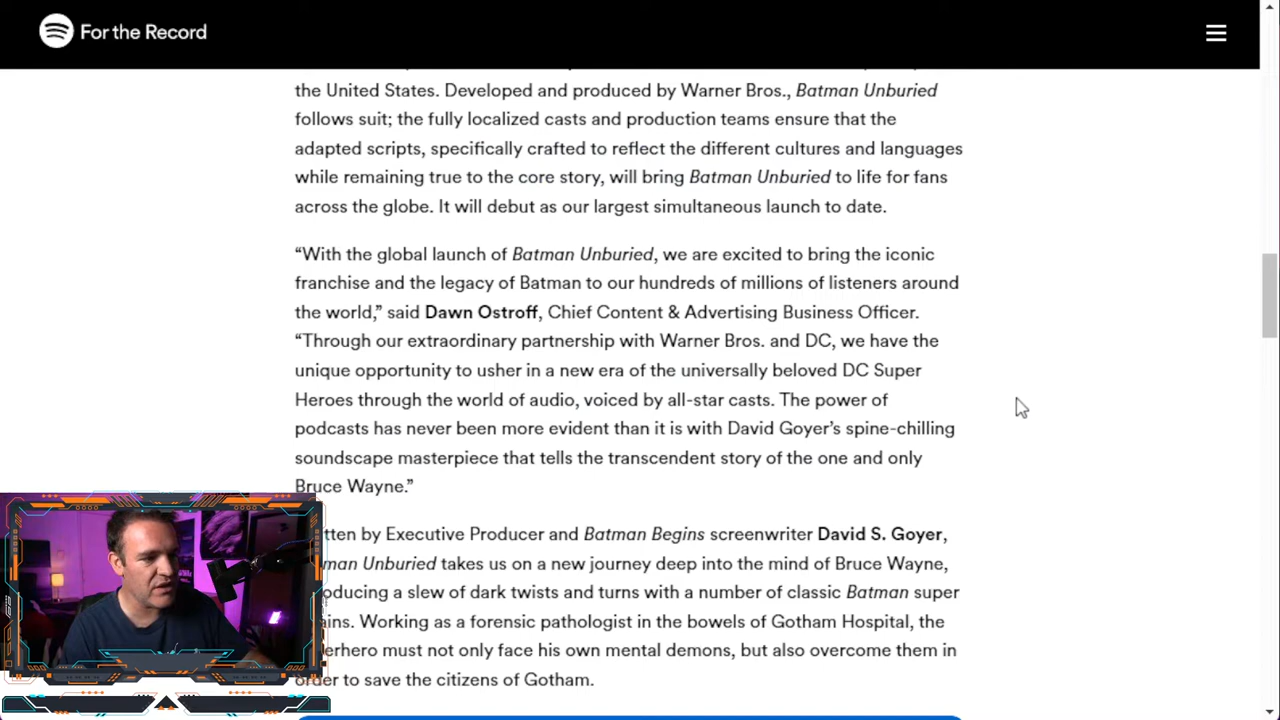 For the Record
the United States. Developed and produced by Warner Bros., Batman Unburied
follows suit; the fully localized casts and production teams ensure that the
adapted scripts, specifically crafted to reflect the different cultures and languages
while remaining true to the core story, will bring Batman Unburied to life for fans
across the globe. It will debut as our largest simultaneous launch to date.
“With the global launch of Batman Unburied, we are excited to bring the iconic
franchise and the legacy of Batman to our hundreds of millions of listeners around
the world,” said Dawn Ostroff, Chief Content & Advertising Business Officer.
“Through our extraordinary partnership with Warner Bros. and DC, we have the
unique opportunity to usher in a new era of the universally beloved DC Super
Heroes through the world of audio, voiced by all-star casts. The power of
podcasts has never been more evident than it is with David Goyer’s spine-chilling
soundscape masterpiece that tells the transcendent story of the one and only
Bruce Wayne.”
tten by Executive Producer and Batman Begins screenwriter David S. Goyer,
man Unburied takes us on a new journey deep into the mind of Bruce Wayne,
oducing a slew of dark twists and turns with a number of classic Batman super
ains. Working as a forensic pathologist in the bowels of Gotham Hospital, the
erhero must not only face his own mental demons, but also overcome them in
order to save the citizens of Gotham.